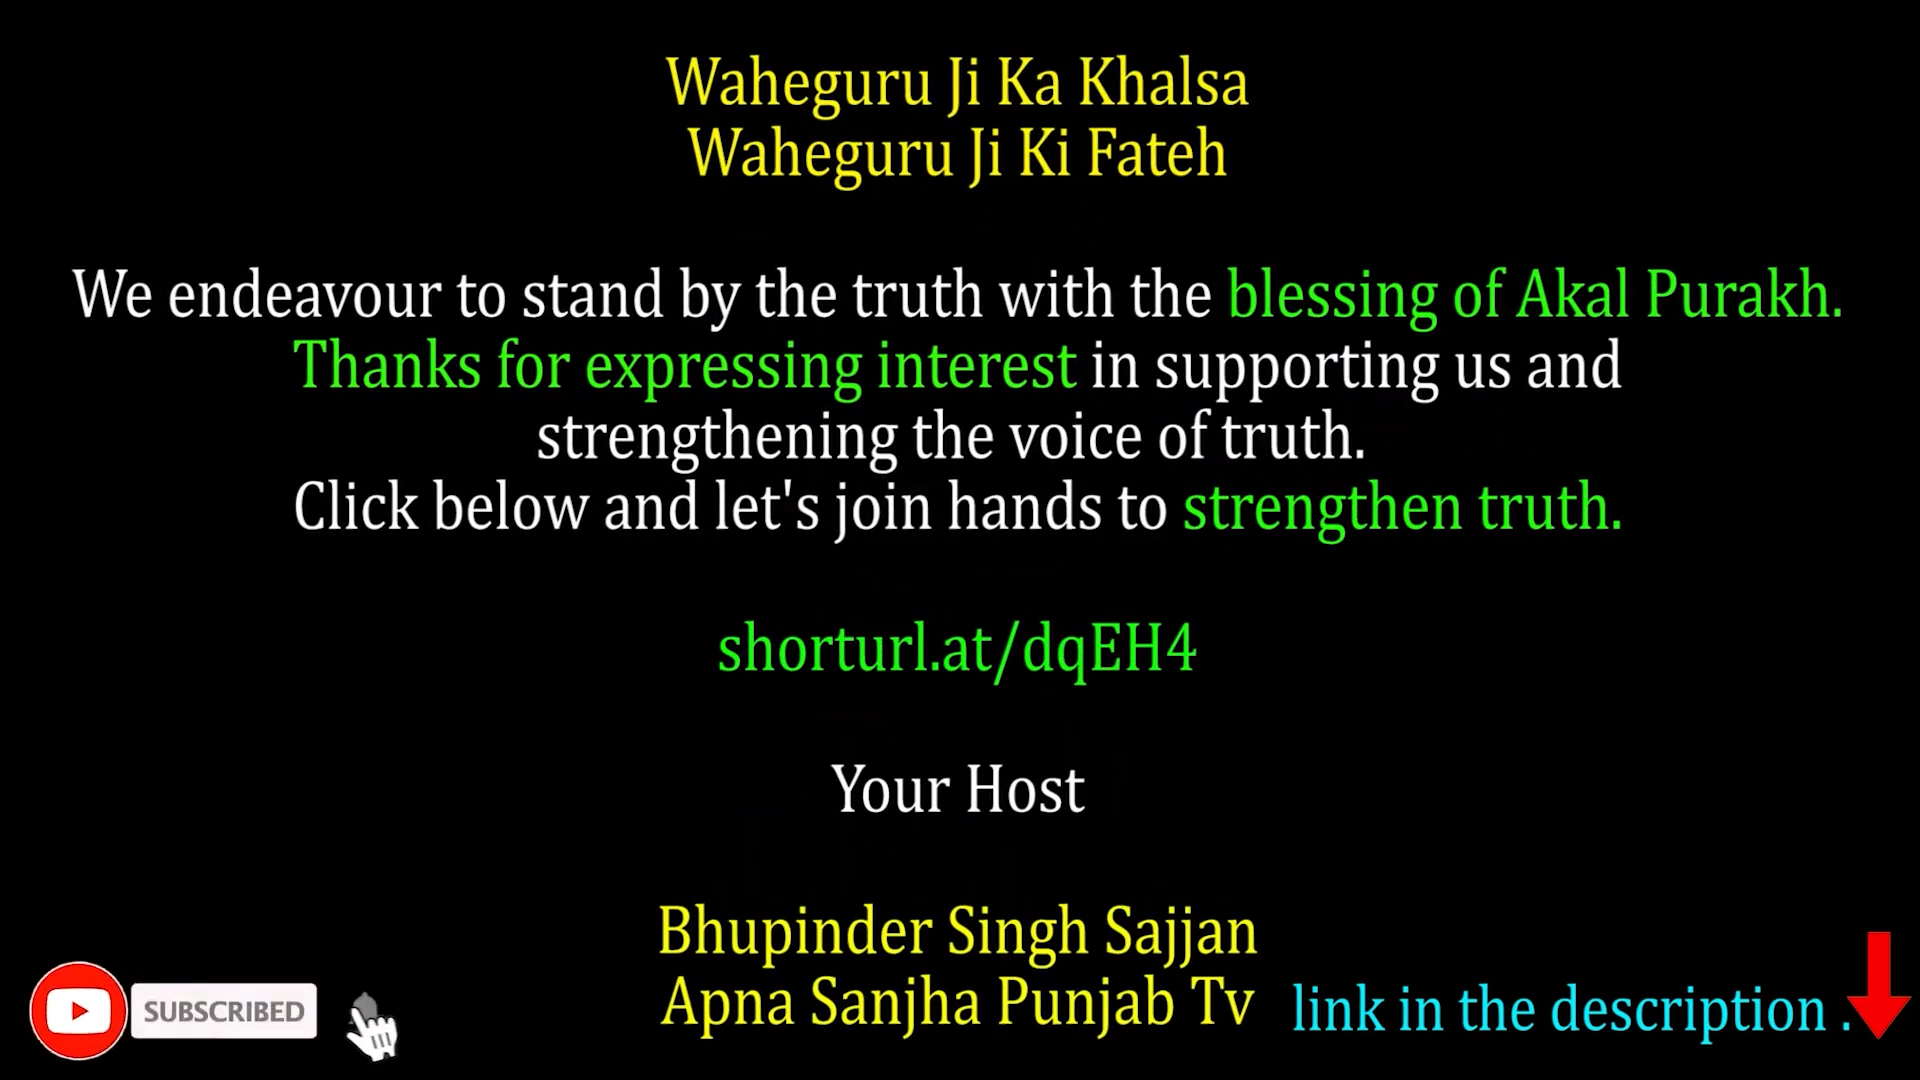 Waheguru Ji Ka Khalsa
Waheguru Ji Ki Fateh
We endeavour to stand by the truth with the blessing of Akal Purakh.
Thanks for expressing interest in supporting us and
strengthening the voice of truth.
Click below and let's join hands to strengthen truth.
shorturl.at/dqEH4
Your Host
Bhupinder Singh Sajjan
Apna Sanjha Punjab Tv
link in the description .
SUBSCRIBED